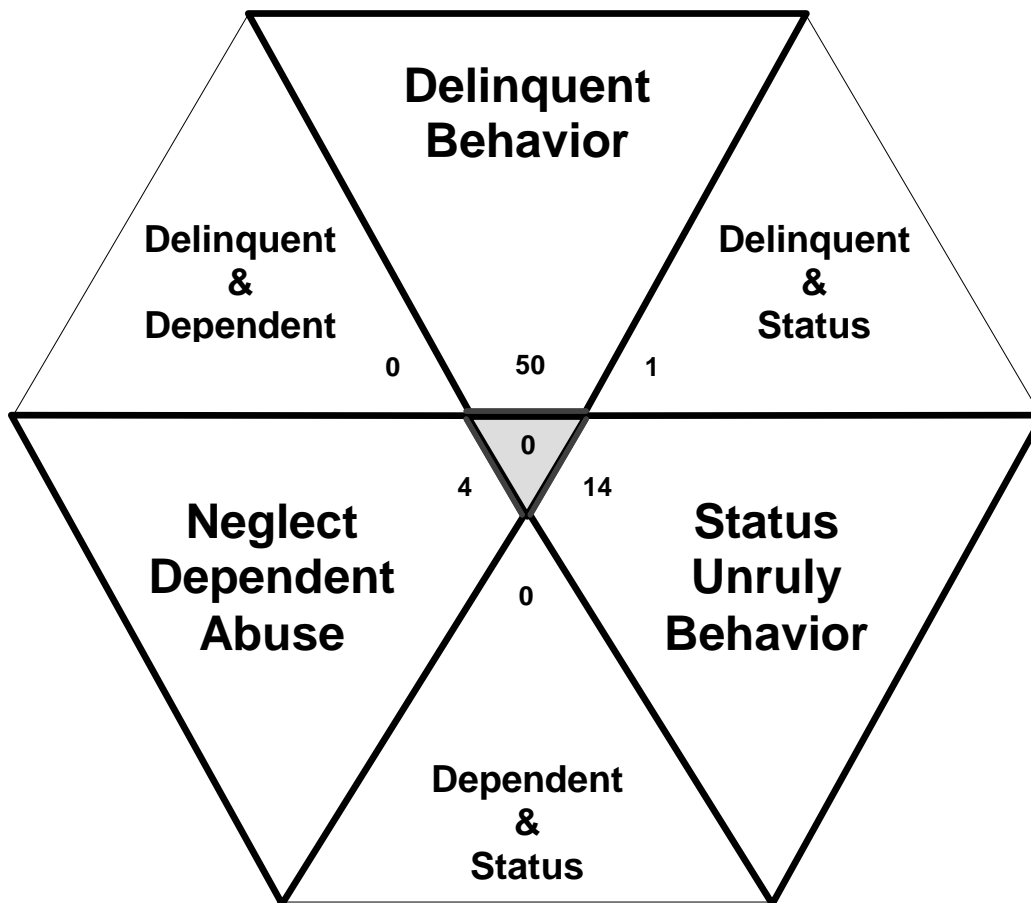 Delinquent
Behavior
Delinquent
&
Dependent
Delinquent
&
Status
0
50
1
0
4
14
Neglect
Dependent
Abuse
Status
Unruly
Behavior
0
Dependent
&
Status